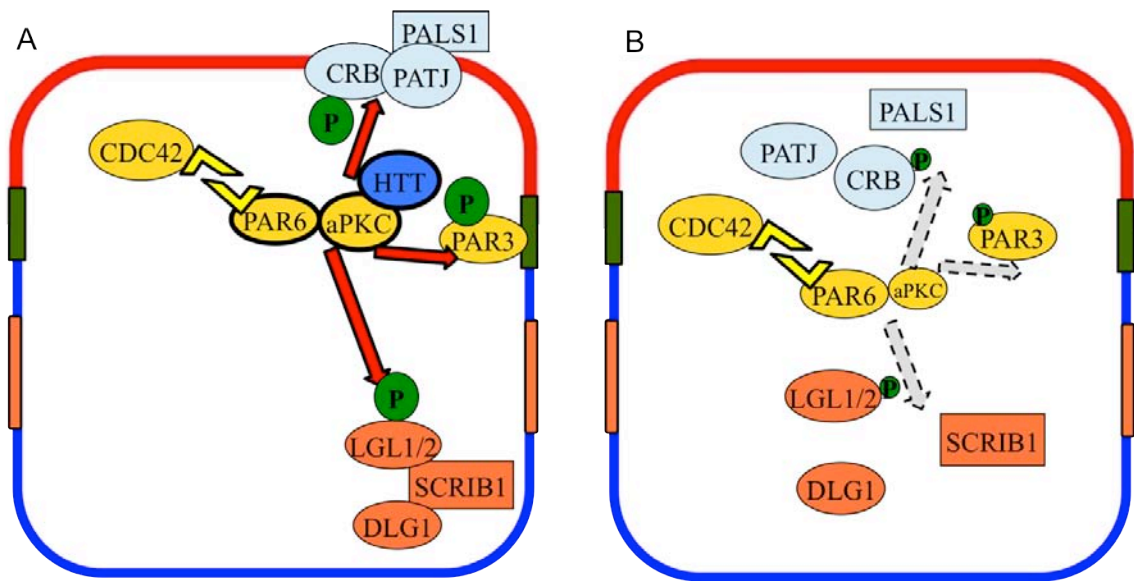 A
PALS1
CRB
PATJ
P
CDC42
HTT
P
PAR6
aPKC
PAR3
P
LGL1/2
SCRIB1
DLG1
B
PALS1
PATJ
P
CRB
P
CDC42
PAR3
PAR6
aPKC
LGL1/2
P
SCRIB1
DLG1